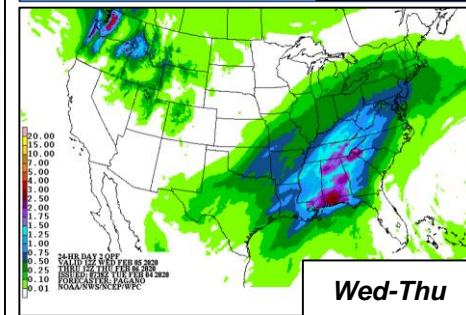 20.00
15.00
10.00
7.00
5.00
4.00
3.00
2.50
2.00
1.75
1.50
1.25
1.00
0.75
0.50
0.25
0.10
0.01
24-HR DAY 2 QPF
VALID 12Z WED FEB 05 2020
THRU 12Z THU FEB 06 2020
ISSUED: 0738Z TUE FEB 04 2020
FORECASTER: PAGANO
NOAA/NWS/NCEP/WPC
Wed-Thu